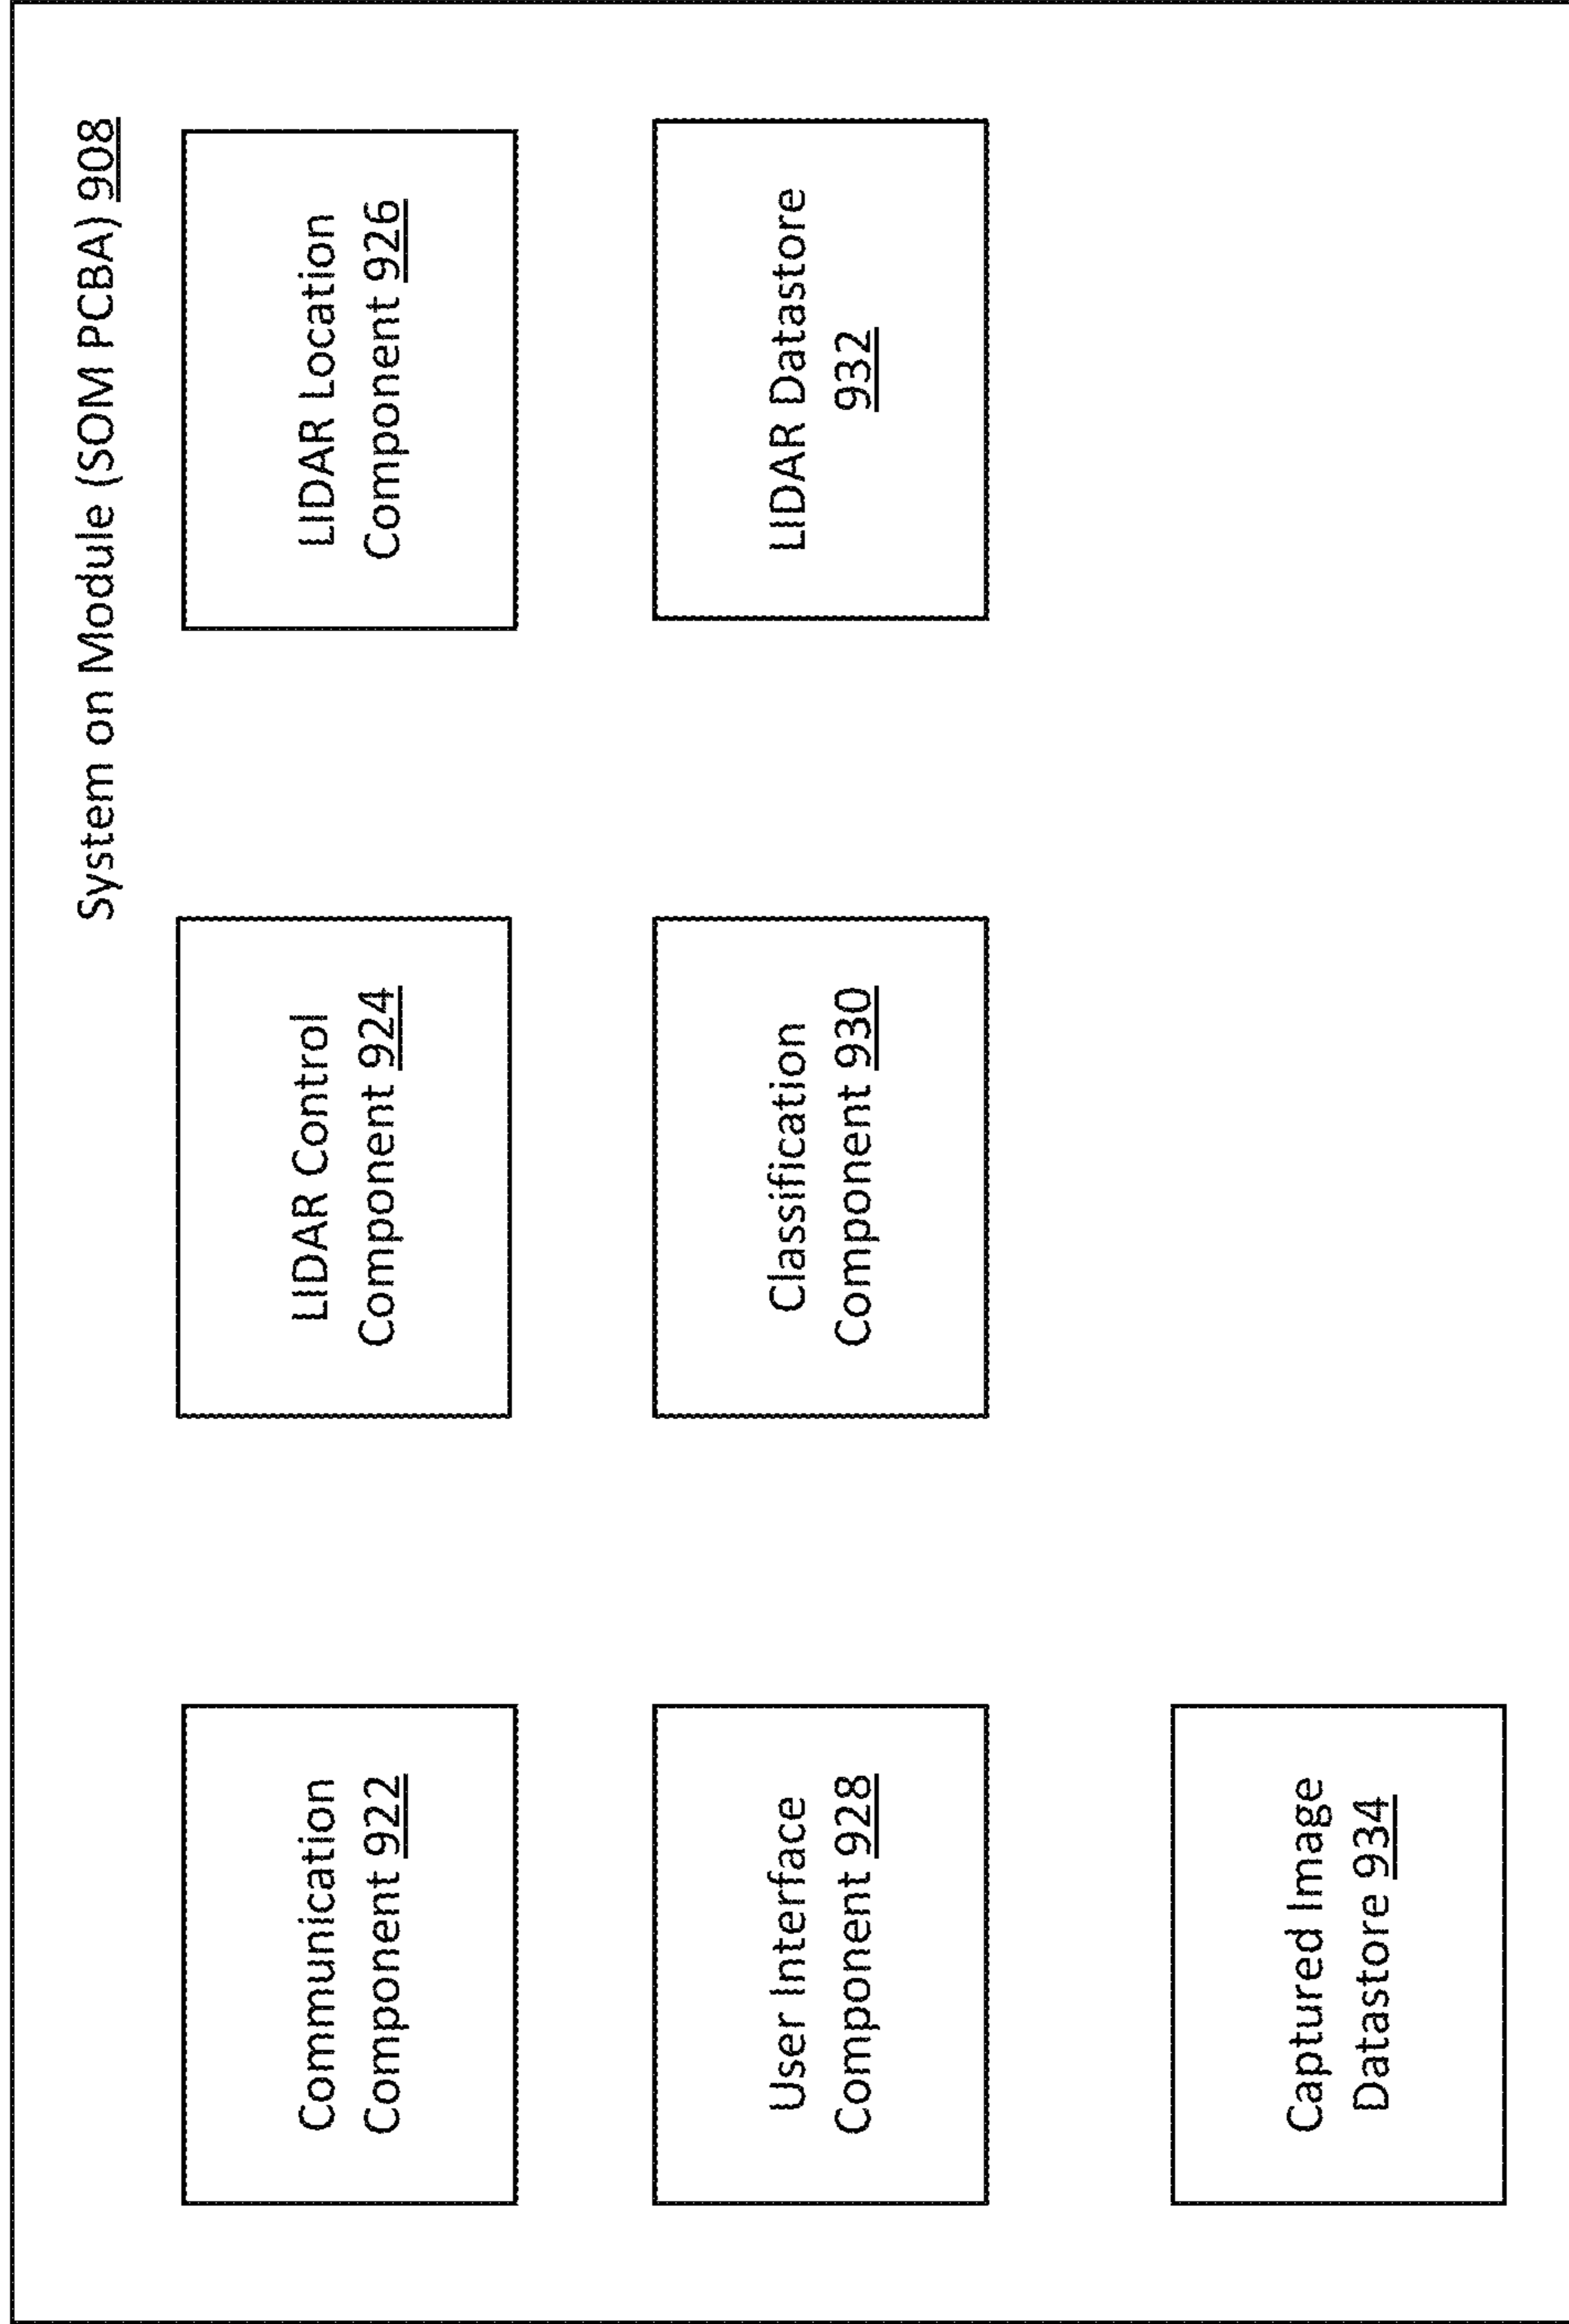 System on Module (SOM PCBA) 908
Communication
Component 922
LIDAR Control
Component 924
LIDAR Location
Component 926
User Interface
Component 928
Classification
Component 930
LIDAR Datastore
932
Captured Image
Datastore 934